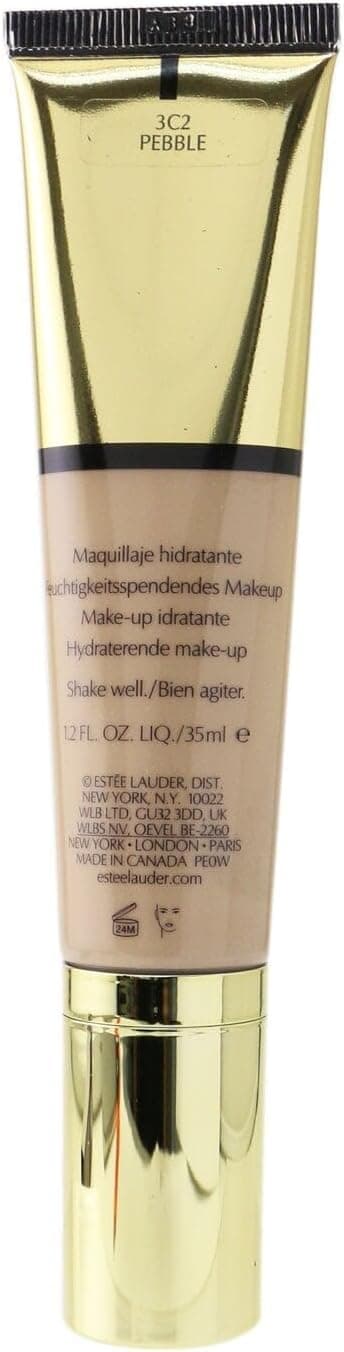 3C2
PEBBLE
Maquillaje hidratante
euchtigkeitsspendendes Makeup
Make-up idratante
Hydraterende make-up
Shake well./Bien agiter.
1.2 FL. OZ. LIQ./35ml e
© ESTÉE LAUDER, DIST.
NEW YORK, N.Y. 10022
WLB LTD, GU32 3DD, UK
WLBS NV, OEVEL BE-2260
NEW YORK • LONDON • PARIS
MADE IN CANADA PE0W
esteelauder.com
24M